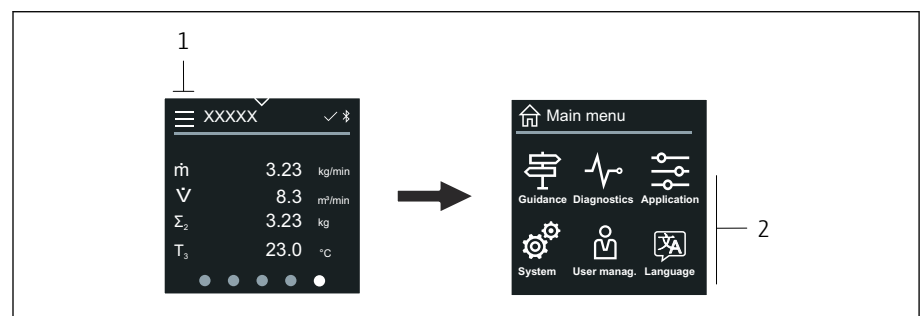 1
XXXXX
ṁ 3.23 kg/min
V̇ 8.3 m³/min
Σ₂ 3.23 kg
T₃ 23.0 °C
Main menu
Guidance Diagnostics Application
System User manag. Language
2